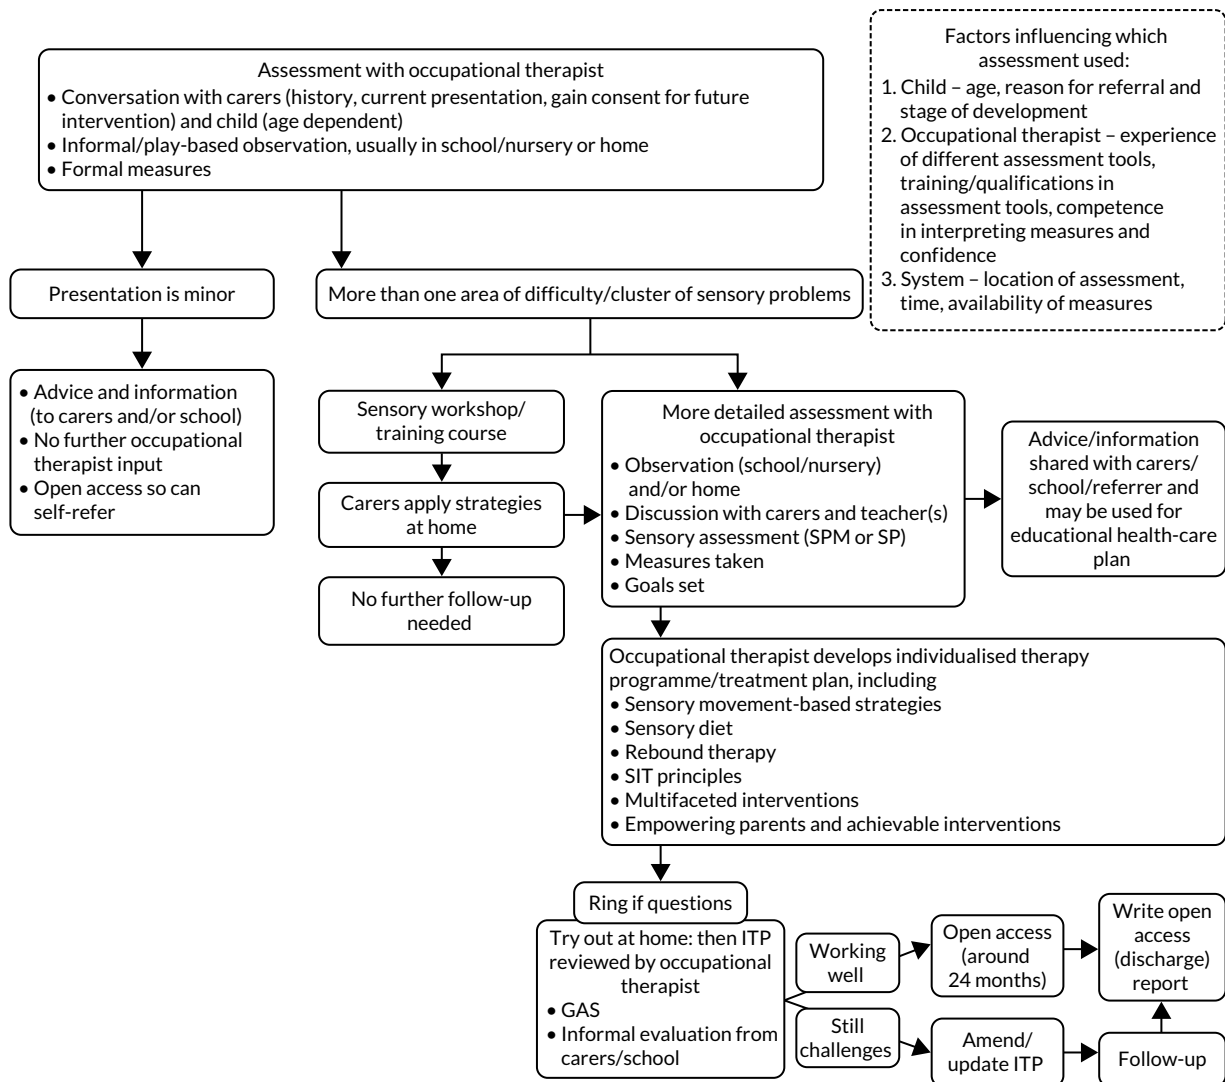 Assessment with occupational therapist
• Conversation with carers (history, current presentation, gain consent for future
intervention) and child (age dependent)
• Informal/play-based observation, usually in school/nursery or home
• Formal measures
Factors influencing which
assessment used:
1. Child – age, reason for referral and
stage of development
2. Occupational therapist – experience
of different assessment tools,
training/qualifications in
assessment tools, competence
in interpreting measures and
confidence
3. System – location of assessment,
time, availability of measures
Presentation is minor
More than one area of difficulty/cluster of sensory problems
• Advice and information
(to carers and/or school)
• No further occupational
therapist input
• Open access so can
self-refer
Sensory workshop/
training course
Carers apply strategies
at home
No further follow-up
needed
More detailed assessment with
occupational therapist
• Observation (school/nursery)
and/or home
• Discussion with carers and teacher(s)
• Sensory assessment (SPM or SP)
• Measures taken
• Goals set
Advice/information
shared with carers/
school/referrer and
may be used for
educational health-care
plan
Occupational therapist develops individualised therapy
programme/treatment plan, including
• Sensory movement-based strategies
• Sensory diet
• Rebound therapy
• SIT principles
• Multifaceted interventions
• Empowering parents and achievable interventions
Ring if questions
Try out at home: then ITP
reviewed by occupational
therapist
• GAS
• Informal evaluation from
carers/school
Working
well
Open access
(around
24 months)
Write open
access
(discharge)
report
Still
challenges
Amend/
update ITP
Follow-up